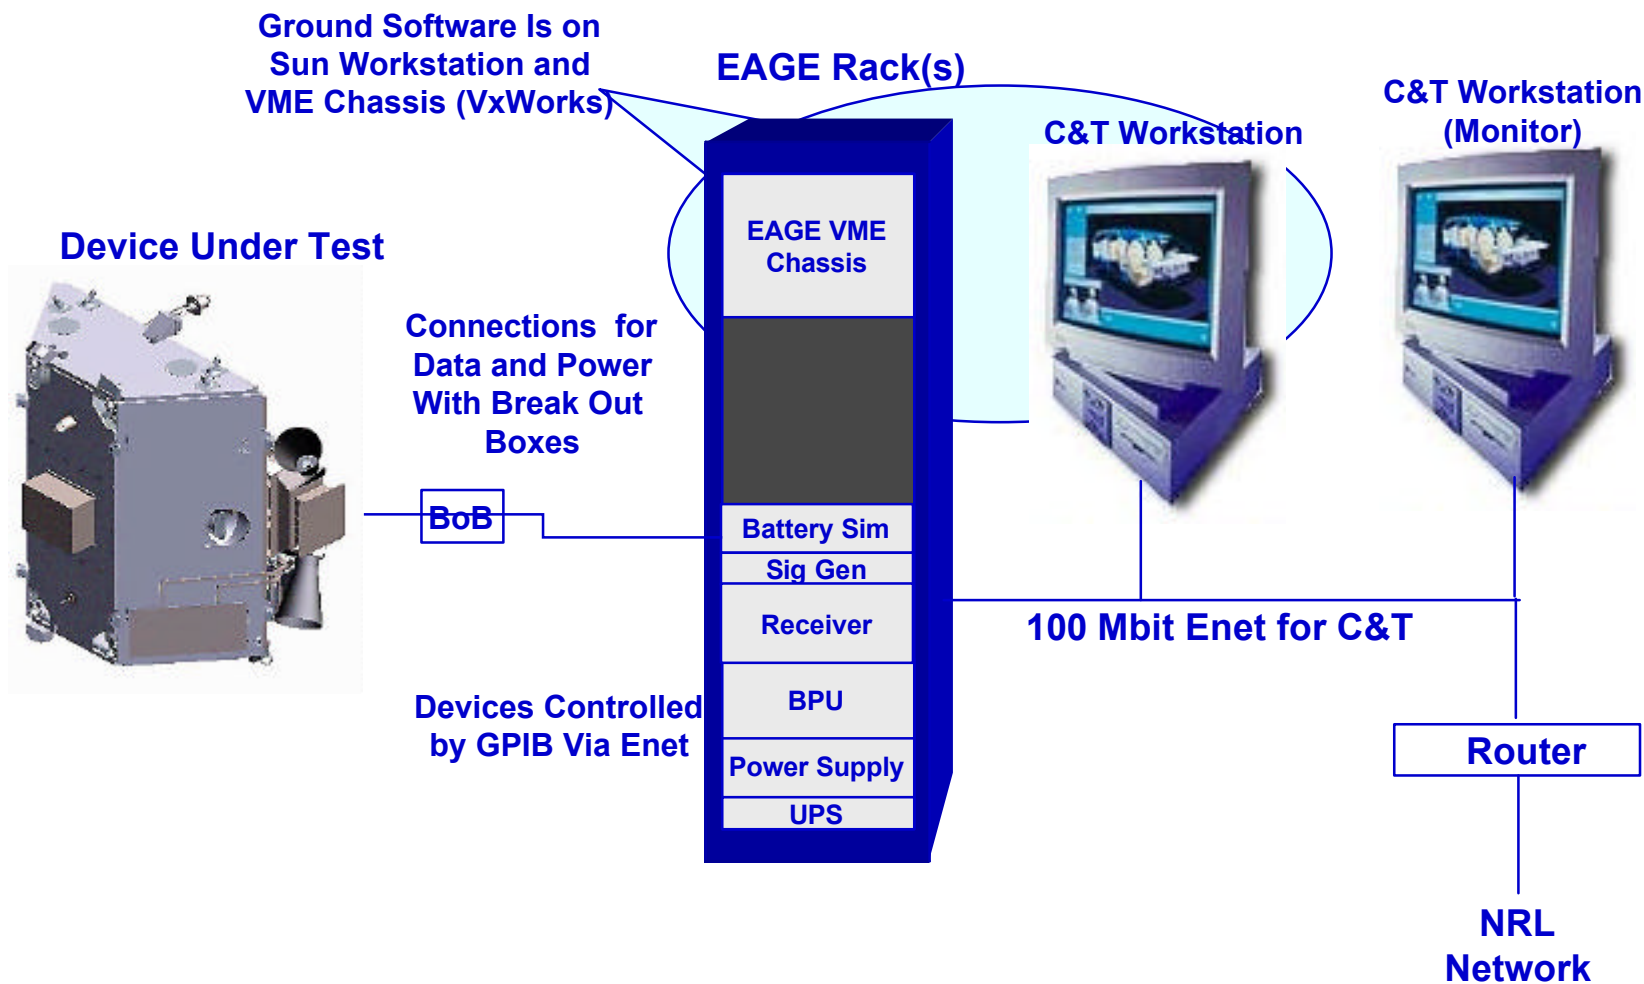 Ground Software Is on
Sun Workstation and
VME Chassis (VxWorks)
EAGE Rack(s)
C&T Workstation
C&T Workstation
(Monitor)
Device Under Test
EAGE VME
Chassis
Connections for
Data and Power
With Break Out
Boxes
BoB
Battery Sim
Sig Gen
Receiver
100 Mbit Enet for C&T
Devices Controlled
by GPIB Via Enet
BPU
Power Supply
UPS
Router
NRL
Network